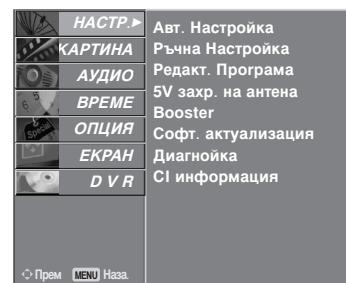 НАСТР.
КАРТИНА
АУДИО
ВРЕМЕ
ОПЦИЯ
ЕКРАН
D V R
Прем MENU Наза.
Авт. Настройка
Ръчна Настройка
Редакт. Програма
5V захр. на антена
Booster
Софт. актуализация
Диагнойка
CI информация